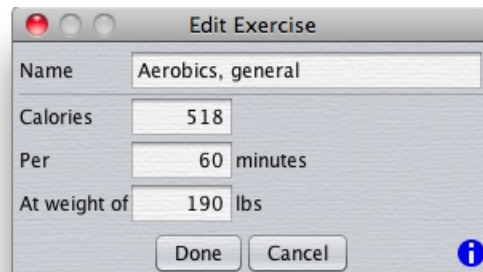 Edit Exercise
Name Aerobics, general
Calories 518
Per 60 minutes
At weight of 190 lbs
Done Cancel